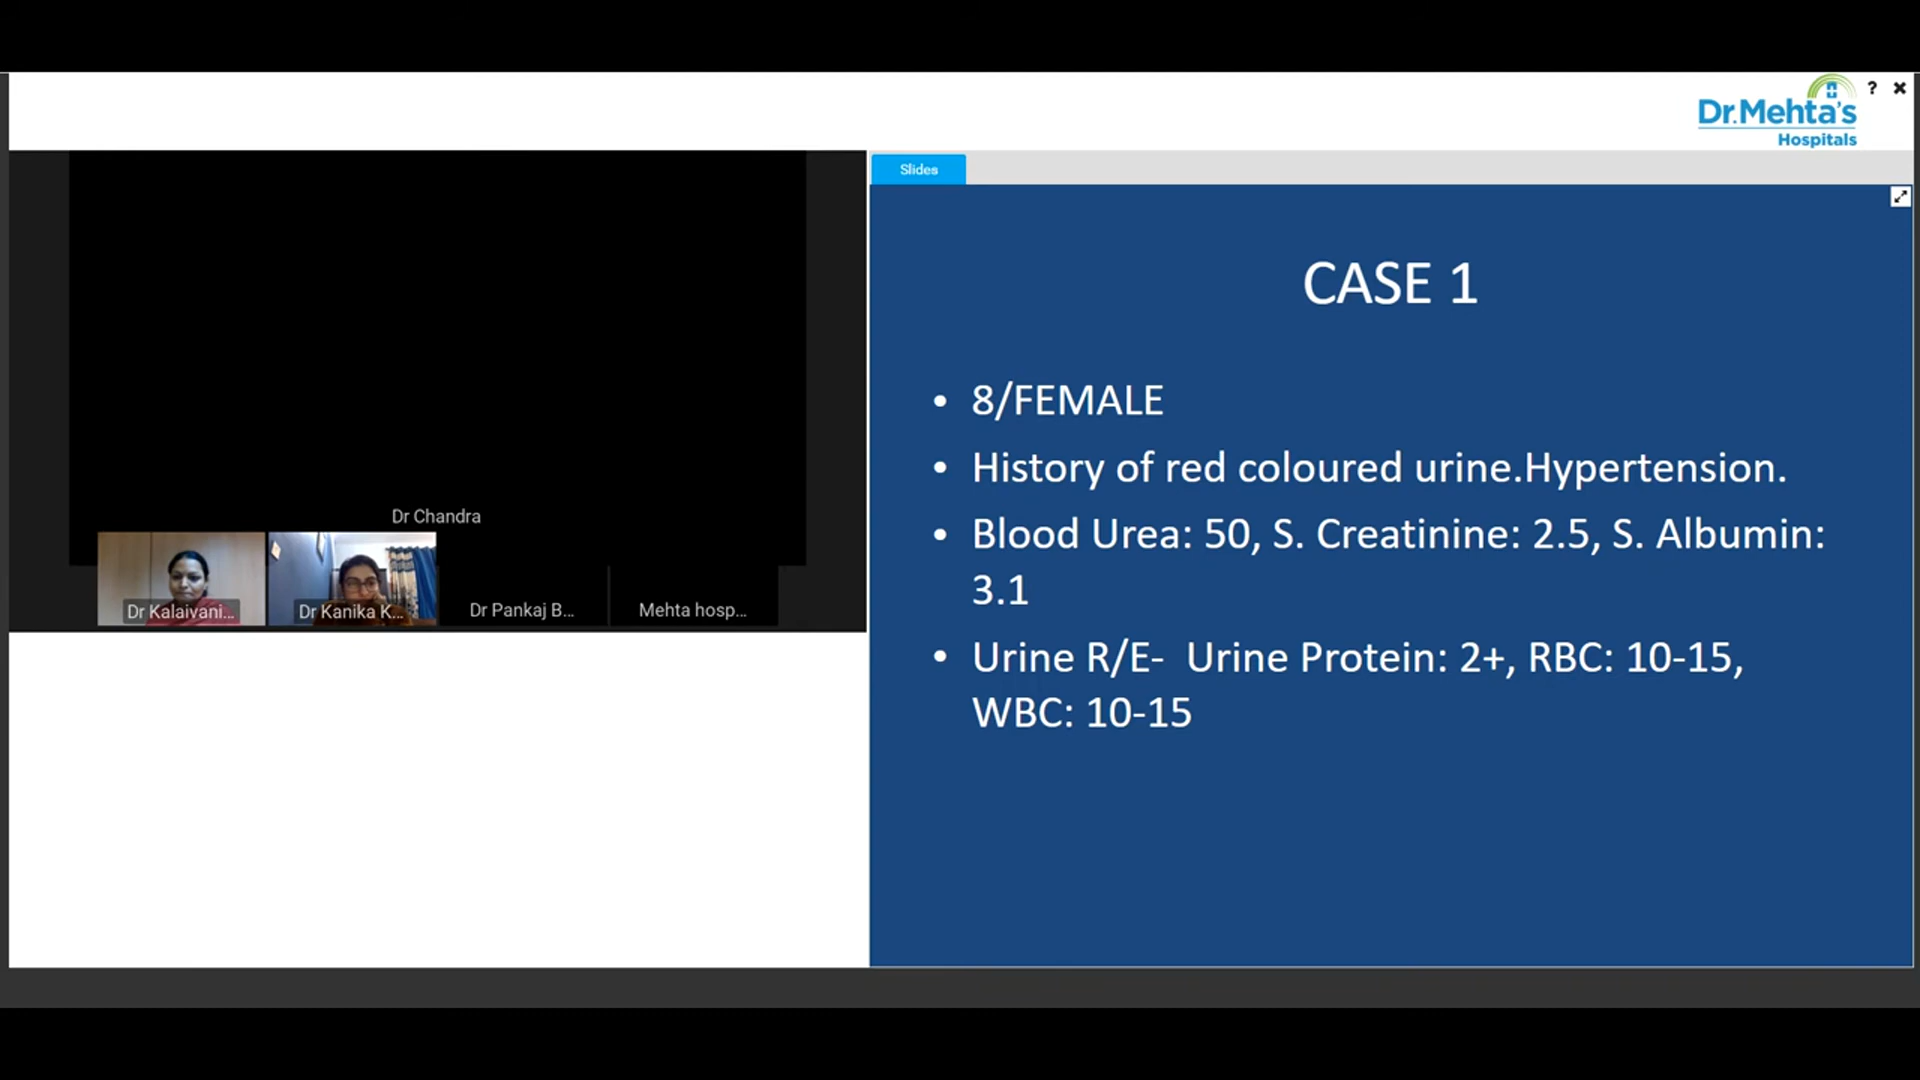 Dr.Mehta's
Hospitals
? ×
Slides
Dr Chandra
Dr Kalaivani...
Dr Kanika K...
Dr Pankaj B...
Mehta hosp...
CASE 1
• 8/FEMALE
• History of red coloured urine.Hypertension.
• Blood Urea: 50, S. Creatinine: 2.5, S. Albumin:
3.1
• Urine R/E- Urine Protein: 2+, RBC: 10-15,
WBC: 10-15